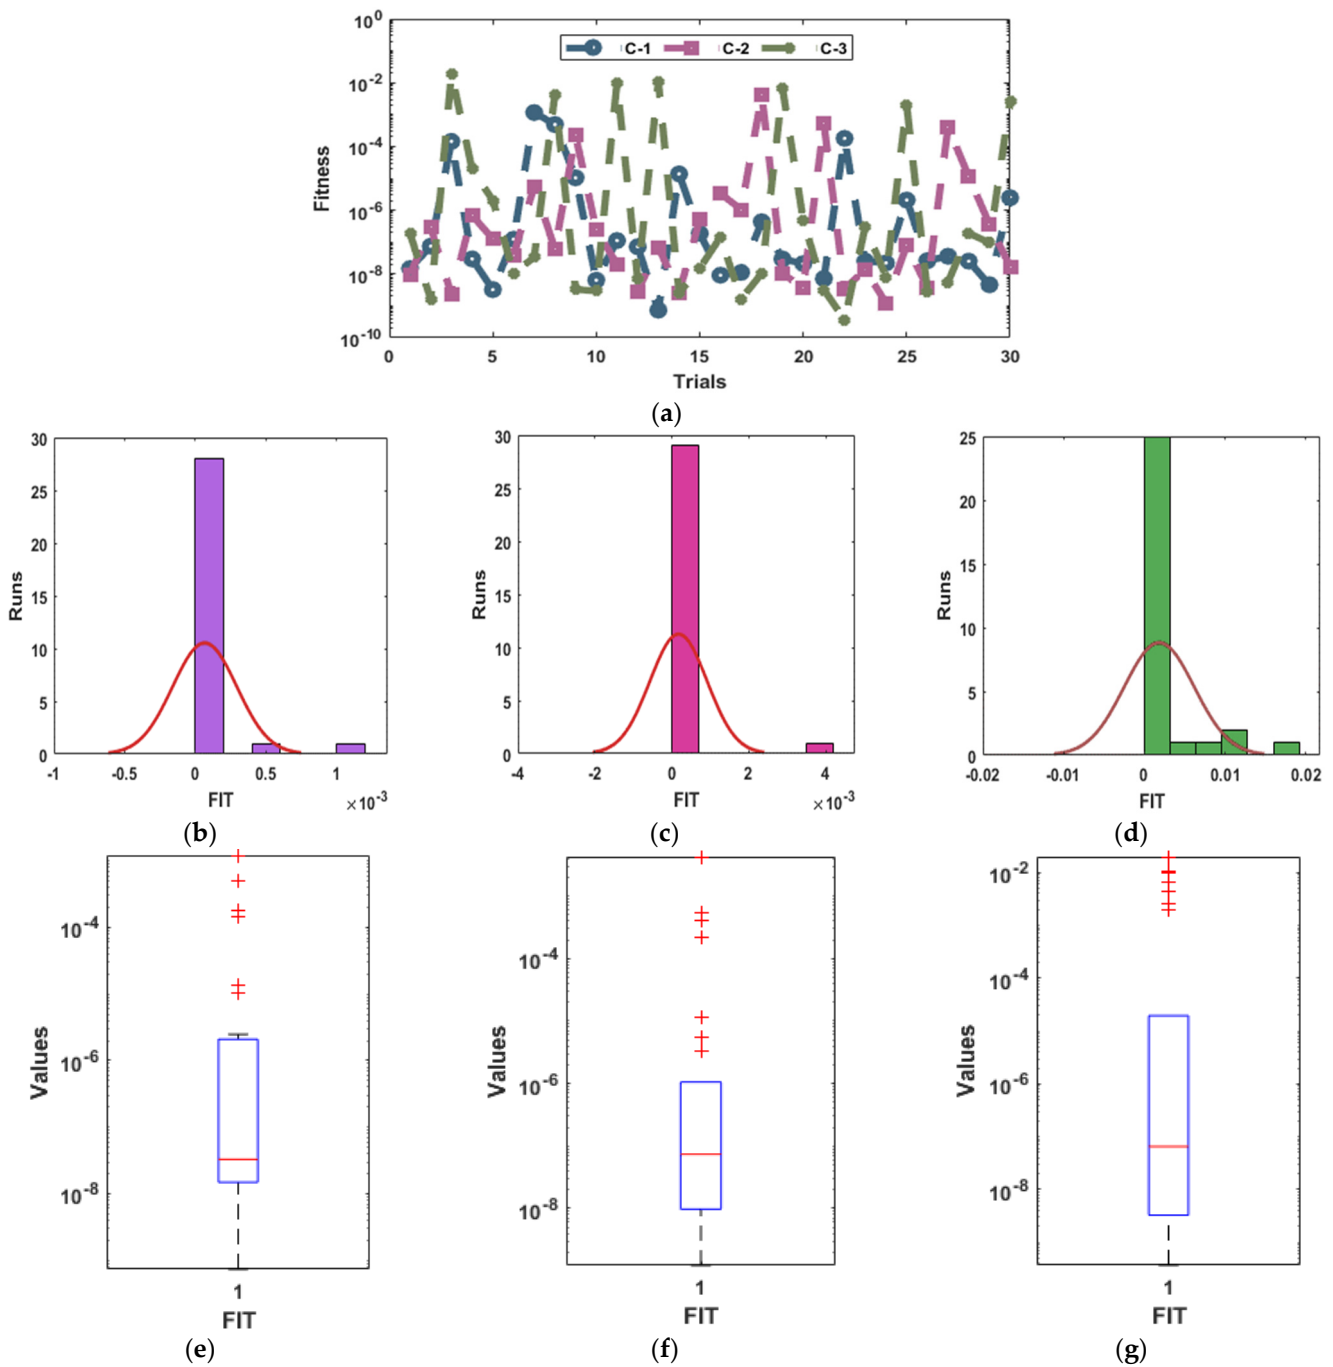 10^0
10^-2
10^-4
10^-6
10^-8
10^-10
Fitness
C-1 C-2 C-3
0 5 10 15 20 25 30
Trials
(a)
30
25
20
15
10
5
0
Runs
-1 -0.5 0 0.5 1
×10^-3
FIT
(b)
30
25
20
15
10
5
0
Runs
-4 -2 0 2 4
×10^-3
FIT
(c)
25
20
15
10
5
0
Runs
-0.02 -0.01 0 0.01 0.02
FIT
(d)
10^-4
10^-6
10^-8
Values
1
FIT
(e)
10^-4
10^-6
10^-8
Values
1
FIT
(f)
10^-2
10^-4
10^-6
10^-8
Values
1
FIT
(g)